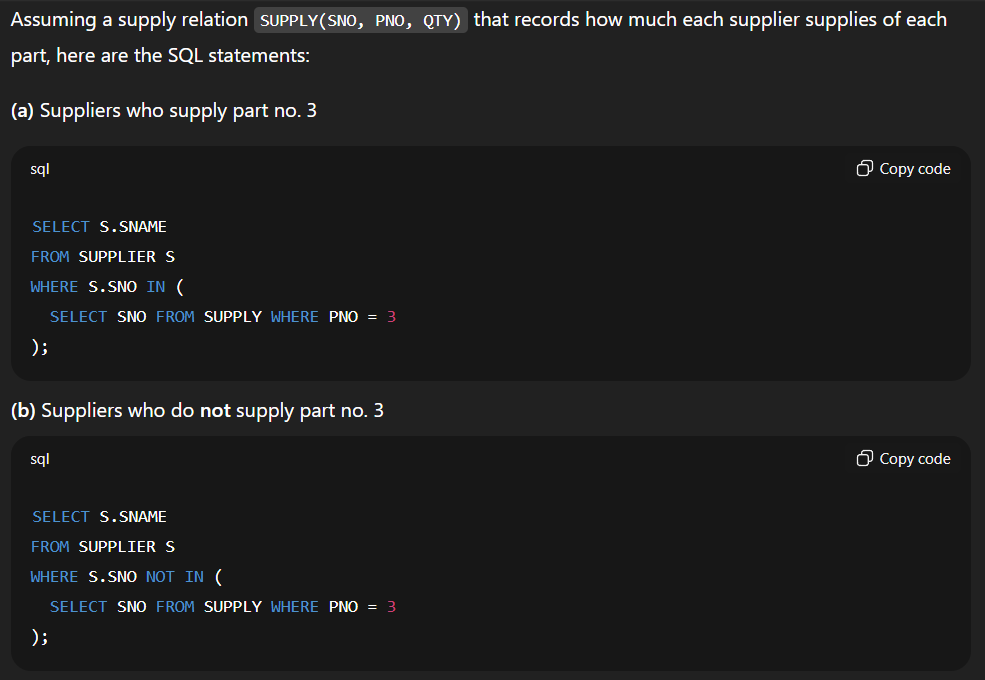 Assuming a supply relation SUPPLY(SNO, PNO, QTY) that records how much each supplier supplies of each
part, here are the SQL statements:
(a) Suppliers who supply part no. 3
sql
Copy code
SELECT S.SNAME
FROM SUPPLIER S
WHERE S.SNO IN (
SELECT SNO FROM SUPPLY WHERE PNO = 3
);
(b) Suppliers who do not supply part no. 3
sql
Copy code
SELECT S.SNAME
FROM SUPPLIER S
WHERE S.SNO NOT IN (
SELECT SNO FROM SUPPLY WHERE PNO = 3
);